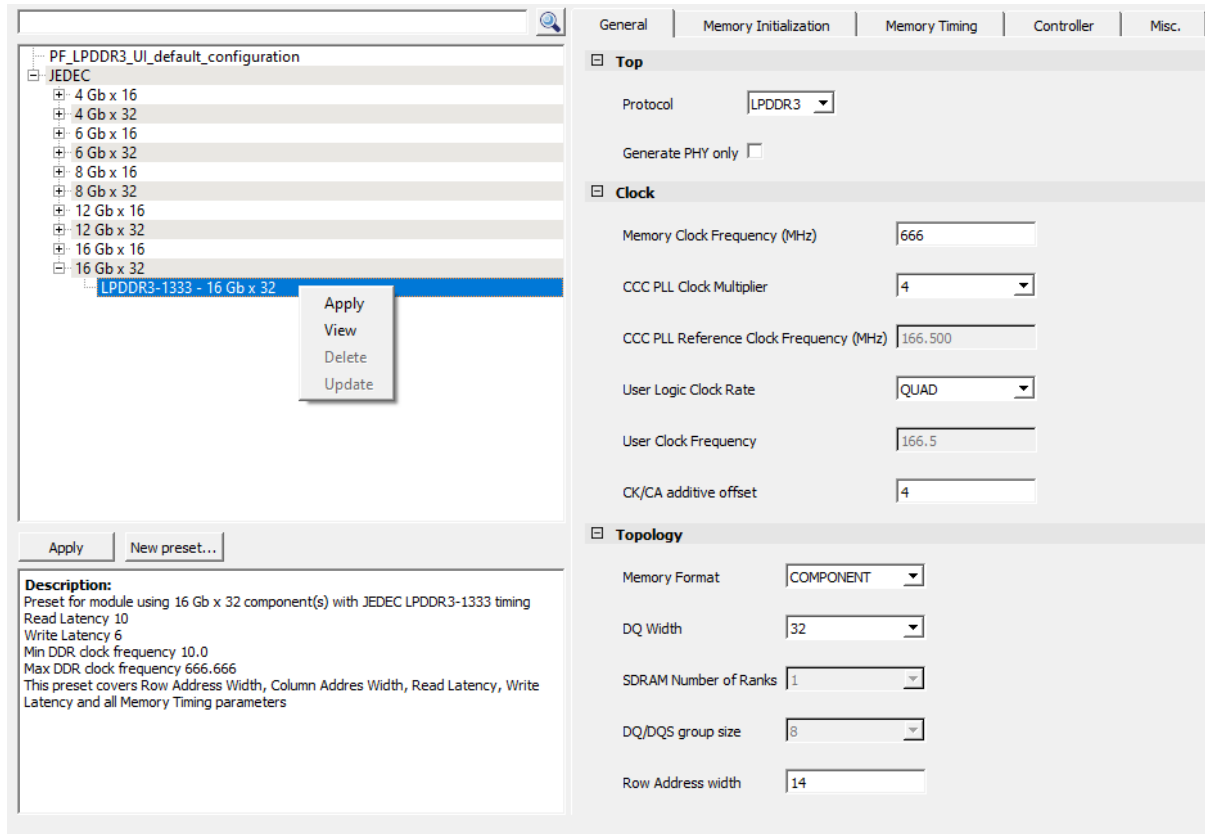 PF_LPDDR3_UI_default_configuration
JEDEC
4 Gb x 16
4 Gb x 32
6 Gb x 16
6 Gb x 32
8 Gb x 16
8 Gb x 32
12 Gb x 16
12 Gb x 32
16 Gb x 16
16 Gb x 32
LPDDR3-1333 - 16 Gb x 32
Apply
View
Delete
Update
Apply New preset...
Description:
Preset for module using 16 Gb x 32 component(s) with JEDEC LPDDR3-1333 timing
Read Latency 10
Write Latency 6
Min DDR clock frequency 10.0
Max DDR clock frequency 666.666
This preset covers Row Address Width, Column Addres Width, Read Latency, Write
Latency and all Memory Timing parameters
General Memory Initialization Memory Timing Controller Misc.
Top
Protocol LPDDR3
Generate PHY only
Clock
Memory Clock Frequency (MHz) 666
CCC PLL Clock Multiplier 4
CCC PLL Reference Clock Frequency (MHz) 166.500
User Logic Clock Rate QUAD
User Clock Frequency 166.5
CK/CA additive offset 4
Topology
Memory Format COMPONENT
DQ Width 32
SDRAM Number of Ranks 1
DQ/DQS group size 8
Row Address width 14